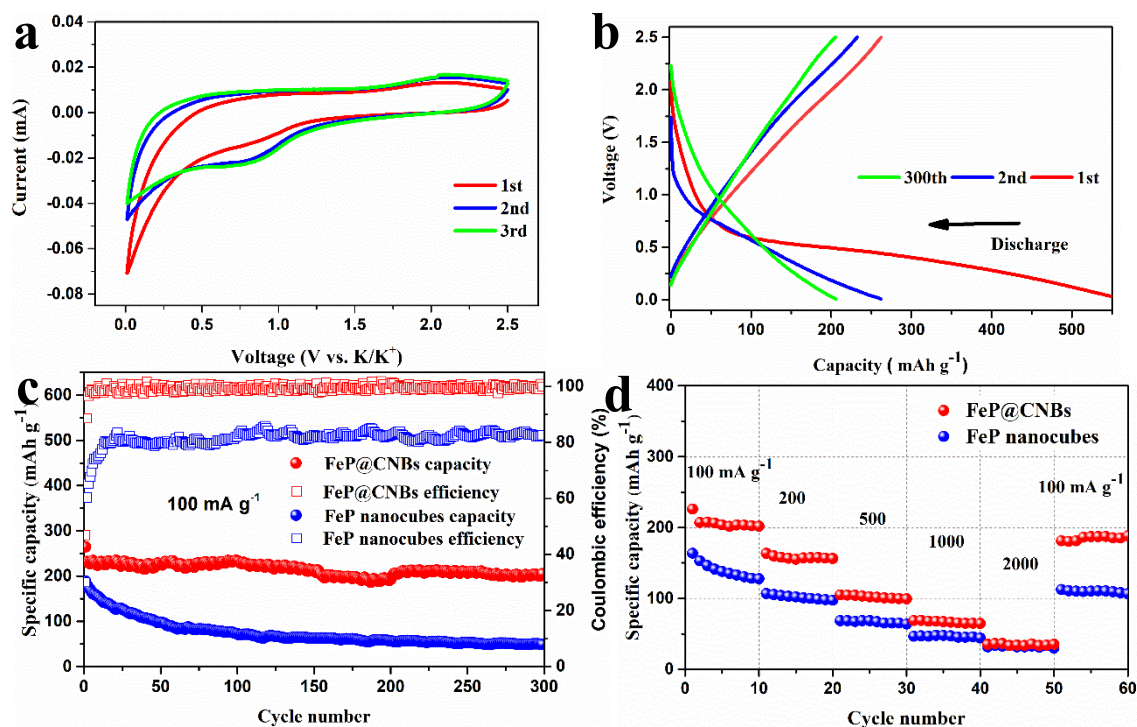 a
0.04
0.02
0.00
-0.02
-0.04
-0.06
-0.08
Current (mA)
1st
2nd
3rd
0.0 0.5 1.0 1.5 2.0 2.5
Voltage (V vs. K/K⁺)
b
2.5
2.0
1.5
1.0
0.5
0.0
Voltage (V)
300th 2nd 1st
Discharge
0 100 200 300 400 500
Capacity ( mAh g⁻¹)
c
600
550
500
450
400
350
300
250
200
150
100
50
0
Specific capacity (mAh g⁻¹)
FeP@CNBs capacity
FeP@CNBs efficiency
FeP nanocubes capacity
FeP nanocubes efficiency
100 mA g⁻¹
100
80
60
40
20
0
Coulombic efficiency (%)
0 50 100 150 200 250 300
Cycle number
d
400
300
200
100
0
Specific capacity (mAh g⁻¹)
FeP@CNBs
FeP nanocubes
100 mA g⁻¹
200
500
1000
2000
100 mA g⁻¹
0 10 20 30 40 50 60
Cycle number